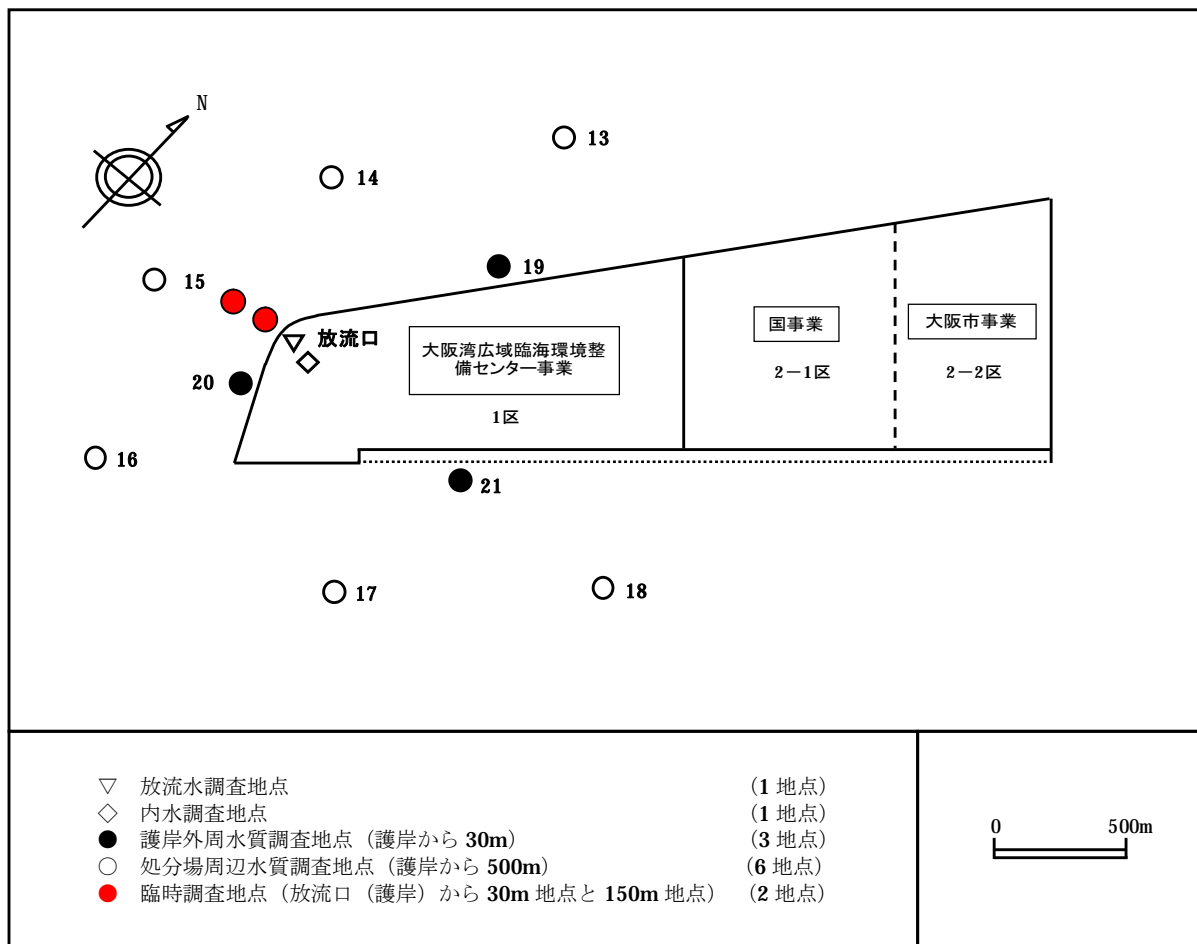 N
13
14
15
19
放流口
国事業
大阪市事業
大阪湾広域臨海環境整
備センター事業
2－1区
2－2区
20
1区
16
21
17
18
▽ 放流水調査地点 (1 地点)
◇ 内水調査地点 (1 地点)
● 護岸外周水質調査地点（護岸から 30m） (3 地点)
○ 処分場周辺水質調査地点（護岸から 500m） (6 地点)
● 臨時調査地点（放流口（護岸）から 30m 地点と 150m 地点） (2 地点)
0 500m